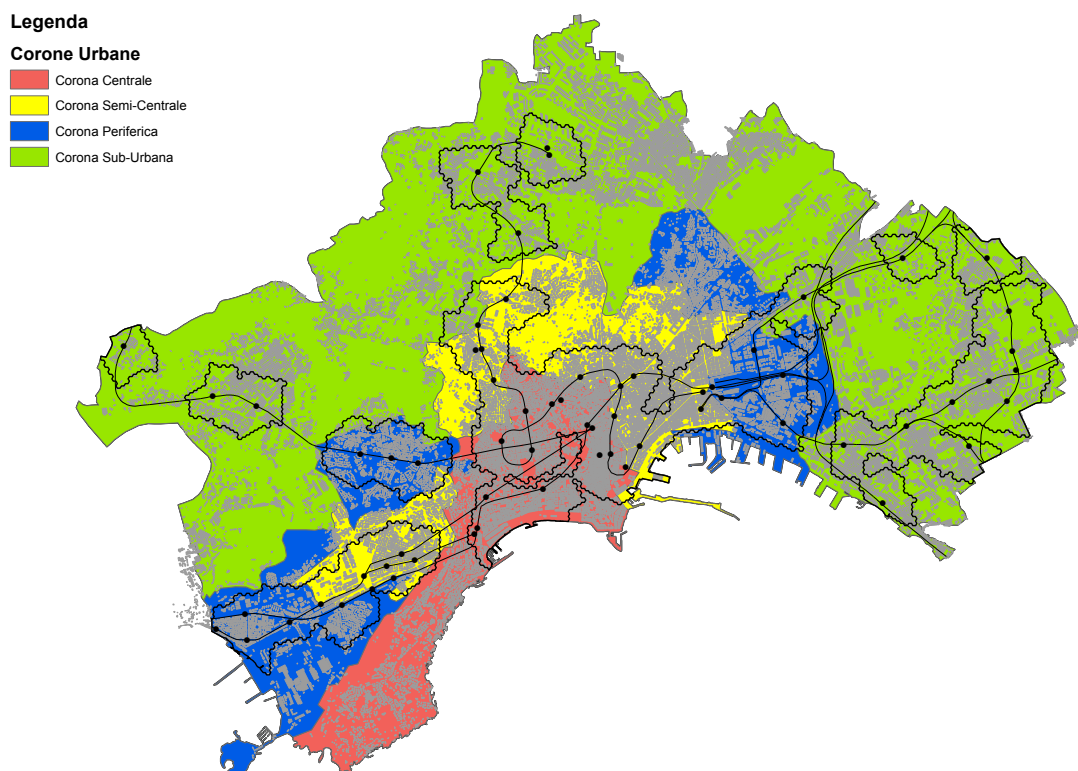 Legenda
Corone Urbane
Corona Centrale
Corona Semi-Centrale
Corona Periferica
Corona Sub-Urbana